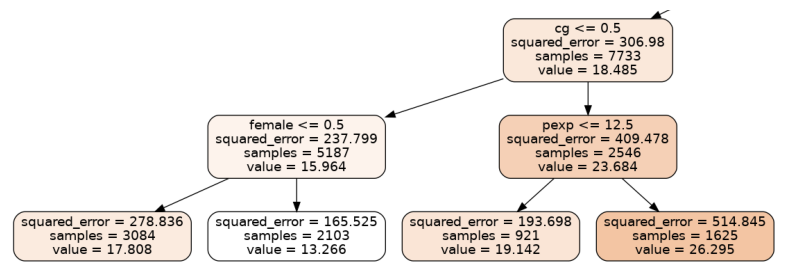 cg <= 0.5
squared_error = 306.98
samples = 7733
value = 18.485
female <= 0.5
squared_error = 237.799
samples = 5187
value = 15.964
pexp <= 12.5
squared_error = 409.478
samples = 2546
value = 23.684
squared_error = 278.836
samples = 3084
value = 17.808
squared_error = 165.525
samples = 2103
value = 13.266
squared_error = 193.698
samples = 921
value = 19.142
squared_error = 514.845
samples = 1625
value = 26.295